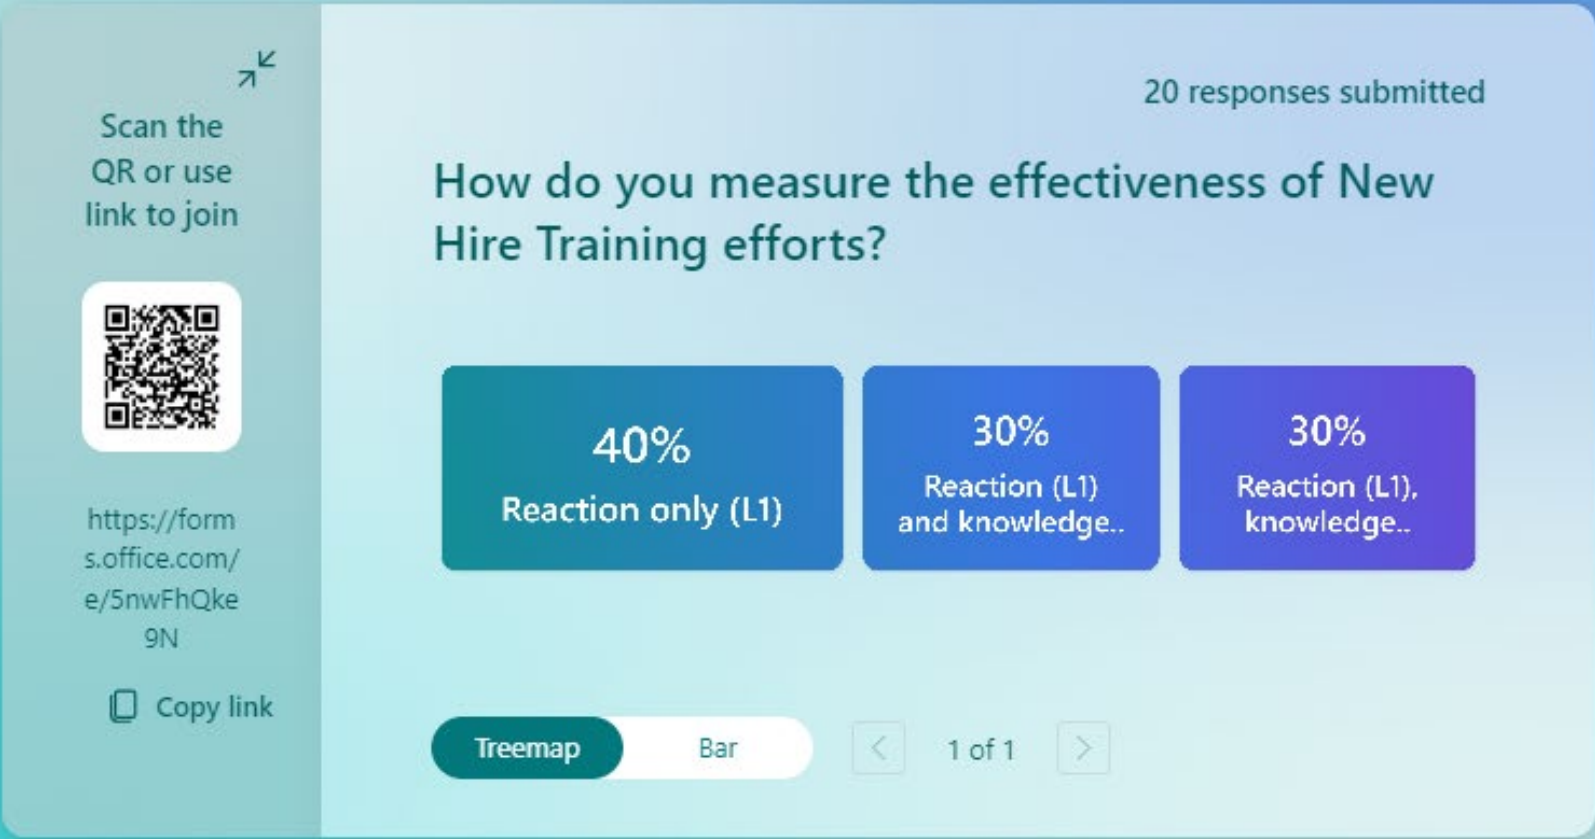 Scan the
QR or use
link to join
https://form
s.office.com/
e/5nwFhQke
9N
Copy link
20 responses submitted
How do you measure the effectiveness of New
Hire Training efforts?
40%
Reaction only (L1)
30%
Reaction (L1)
and knowledge..
30%
Reaction (L1),
knowledge..
Treemap
Bar
1 of 1